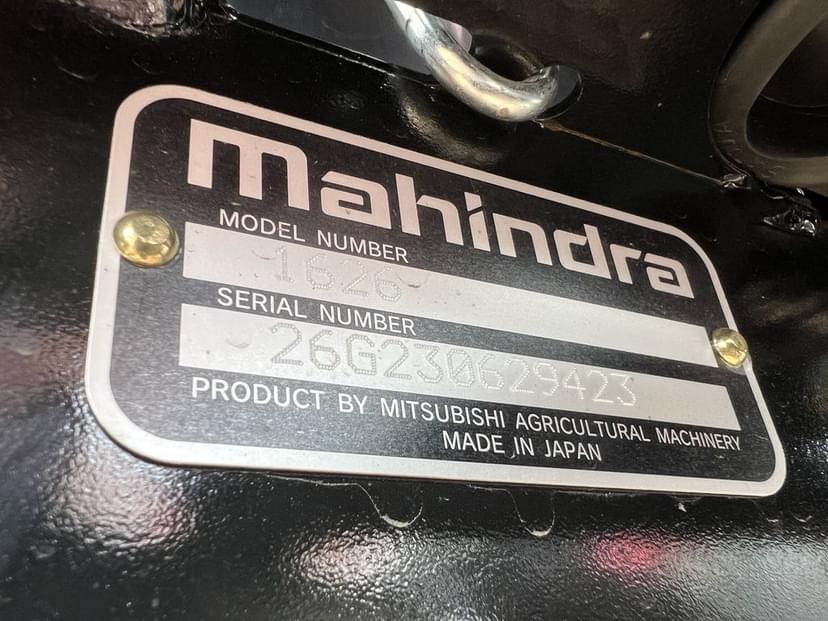 mahindra
MODEL NUMBER
1626
SERIAL NUMBER
26G230629423
PRODUCT BY MITSUBISHI AGRICULTURAL MACHINERY
MADE IN JAPAN